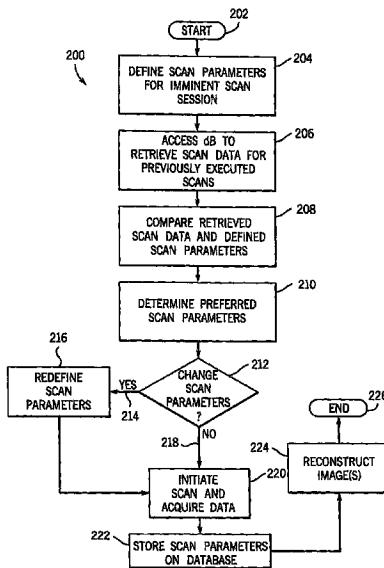 202
START
200
204
DEFINE SCAN PARAMETERS
FOR IMMINENT SCAN
SESSION
206
ACCESS dB TO
RETRIEVE SCAN DATA FOR
PREVIOUSLY EXECUTED
SCANS
208
COMPARE RETRIEVED
SCAN DATA AND DEFINED
SCAN PARAMETERS
210
DETERMINE PREFERRED
SCAN PARAMETERS
212
CHANGE
SCAN
PARAMETERS
?
YES
214
216
REDEFINE
SCAN
PARAMETERS
218
NO
220
INITIATE
SCAN AND
ACQUIRE DATA
222
STORE SCAN PARAMETERS
ON DATABASE
224
RECONSTRUCT
IMAGE(S)
226
END